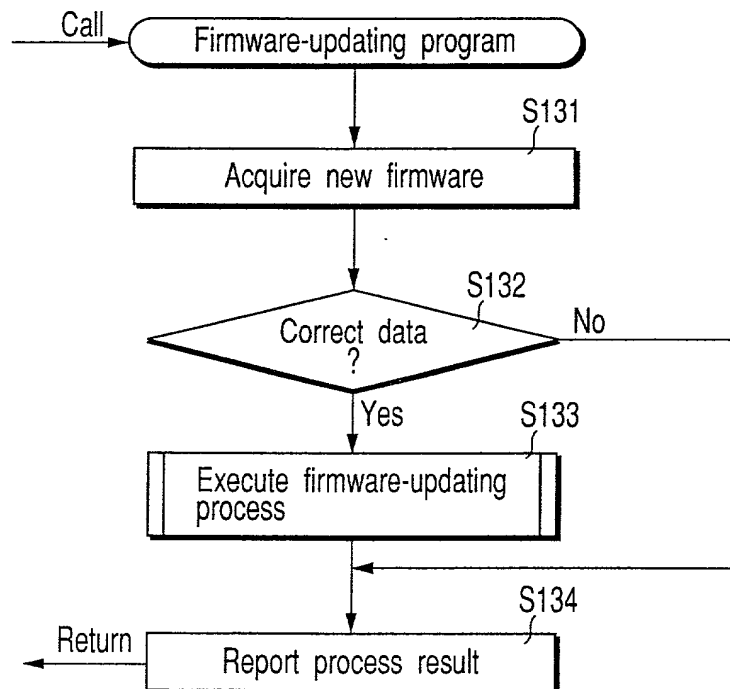 Call
Firmware-updating program
S131
Acquire new firmware
S132
Correct data
?
No
Yes
S133
Execute firmware-updating
process
S134
Return
Report process result